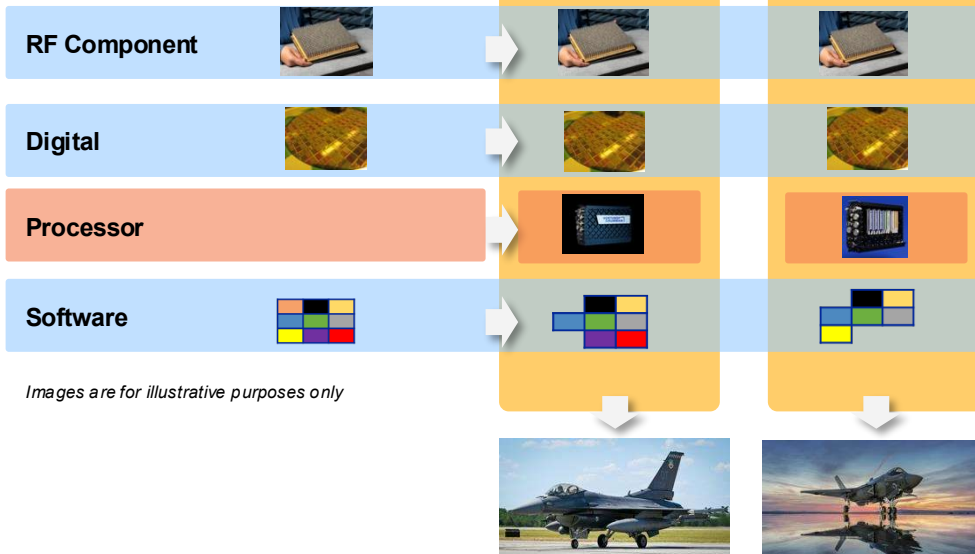 RF Component
Digital
Processor
Software
Images are for illustrative purposes only